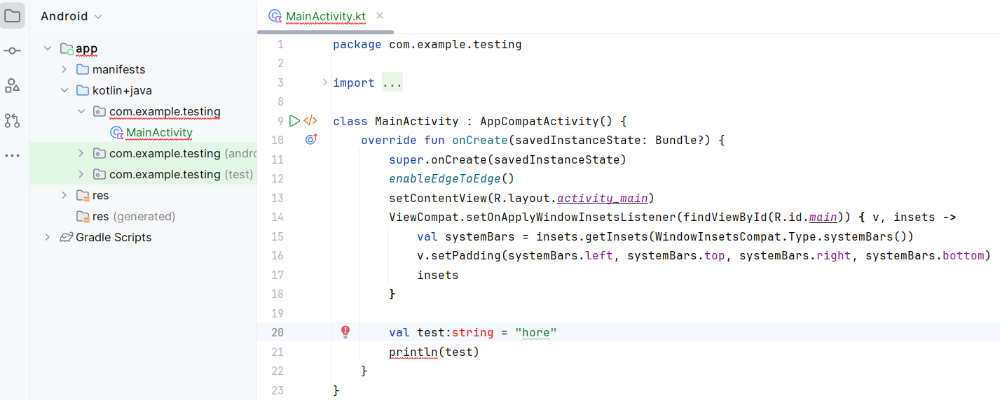 Android
MainActivity.kt
app
manifests
kotlin+java
com.example.testing
MainActivity
com.example.testing (andro
com.example.testing (test)
res
res (generated)
Gradle Scripts
1 package com.example.testing
2
3 import ...
8
9 class MainActivity : AppCompatActivity() {
10 override fun onCreate(savedInstanceState: Bundle?) {
11 super.onCreate(savedInstanceState)
12 enableEdgeToEdge()
13 setContentView(R.layout.activity_main)
14 ViewCompat.setOnApplyWindowInsetsListener(findViewById(R.id.main)) { v, insets ->
15 val systemBars = insets.getInsets(WindowInsetsCompat.Type.systemBars())
16 v.setPadding(systemBars.left, systemBars.top, systemBars.right, systemBars.bottom)
17 insets
18 }
19
20 val test:string = "hore"
21 println(test)
22 }
23 }